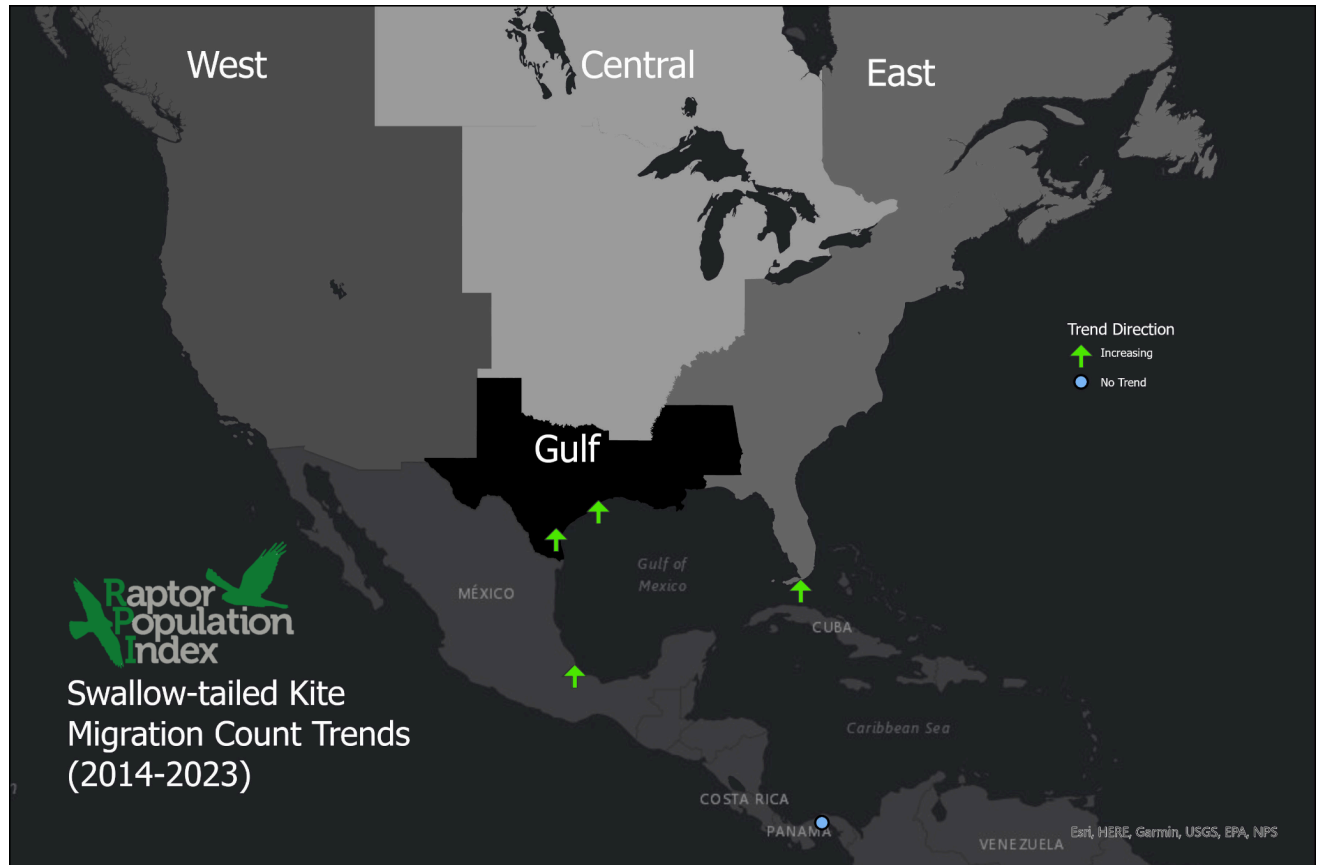 West
Central
East
Trend Direction
Increasing
No Trend
Gulf
Gulf of
Mexico
MÉXICO
CUBA
Raptor
Population
Index
Swallow-tailed Kite
Migration Count Trends
(2014-2023)
Caribbean Sea
COSTA RICA
PANAMA
Esri, HERE, Garmin, USGS, EPA, NPS
VENEZUELA